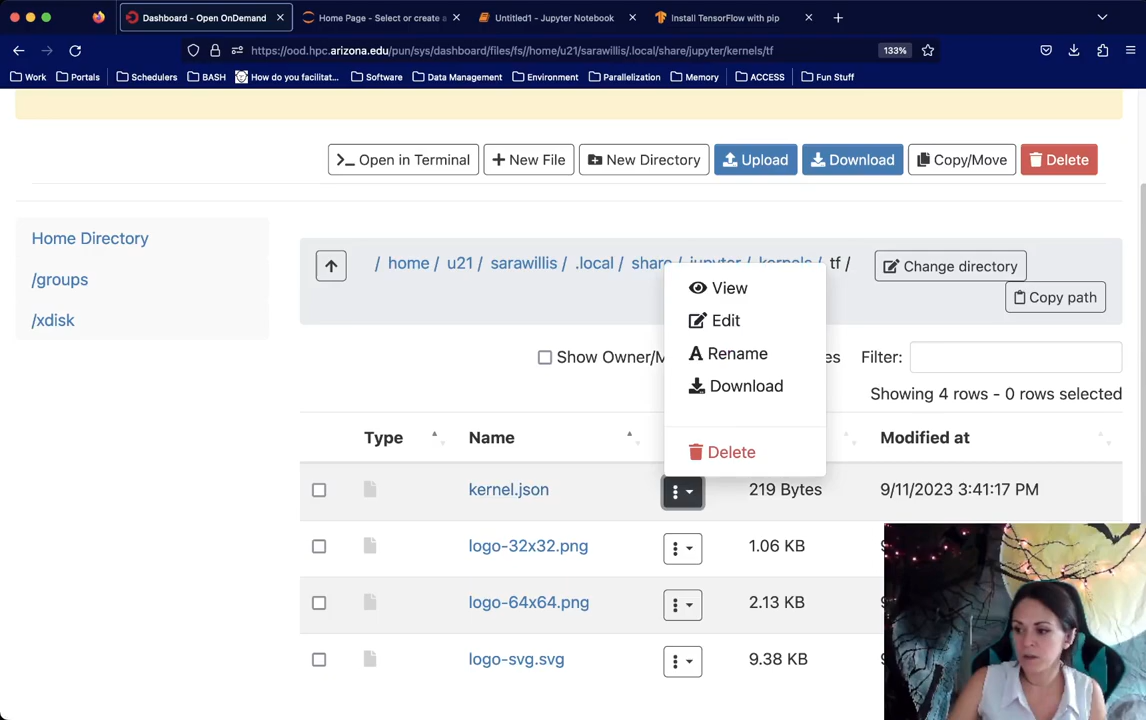 Dashboard - Open OnDemand
Home Page - Select or create a
Untitled1 - Jupyter Notebook
Install TensorFlow with pip
https://ood.hpc.arizona.edu/pun/sys/dashboard/files/fs//home/u21/sarawillis/.local/share/jupyter/kernels/tf
133%
Work Portals Schedulers BASH How do you facilitat... Software Data Management Environment Parallelization Memory ACCESS Fun Stuff
Open in Terminal New File New Directory Upload Download Copy/Move Delete
Home Directory
/groups
/xdisk
/ home / u21 / sarawillis / .local / share / jupyter / kernels / tf /
Change directory
Copy path
View
Edit
Rename
Download
Delete
Show Owner/M
Filter:
Showing 4 rows - 0 rows selected
Type Name Modified at
kernel.json 219 Bytes 9/11/2023 3:41:17 PM
logo-32x32.png 1.06 KB
logo-64x64.png 2.13 KB
logo-svg.svg 9.38 KB